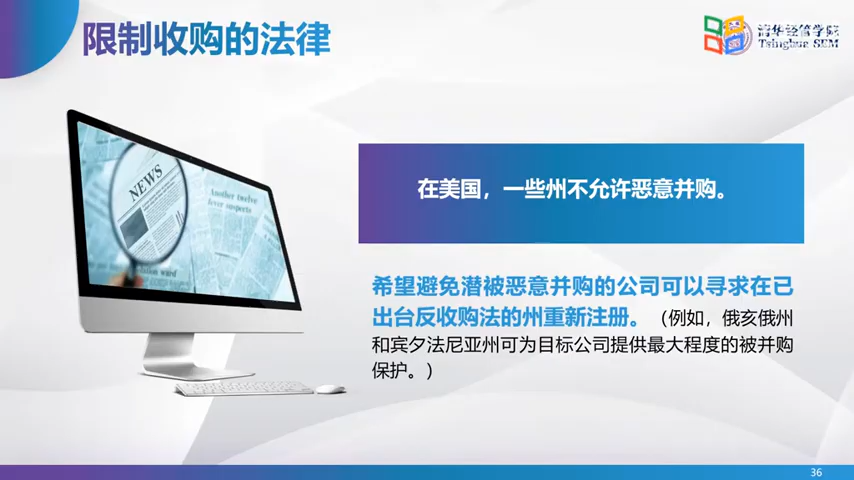 限制收购的法律
清华经管学院
Tsinghua SEM
NEWS
Another twelve
fever suspects
在美国，一些州不允许恶意并购。
希望避免潜被恶意并购的公司可以寻求在已
出台反收购法的州重新注册。（例如，俄亥俄州
和宾夕法尼亚州可为目标公司提供最大程度的被并购
保护。）
36